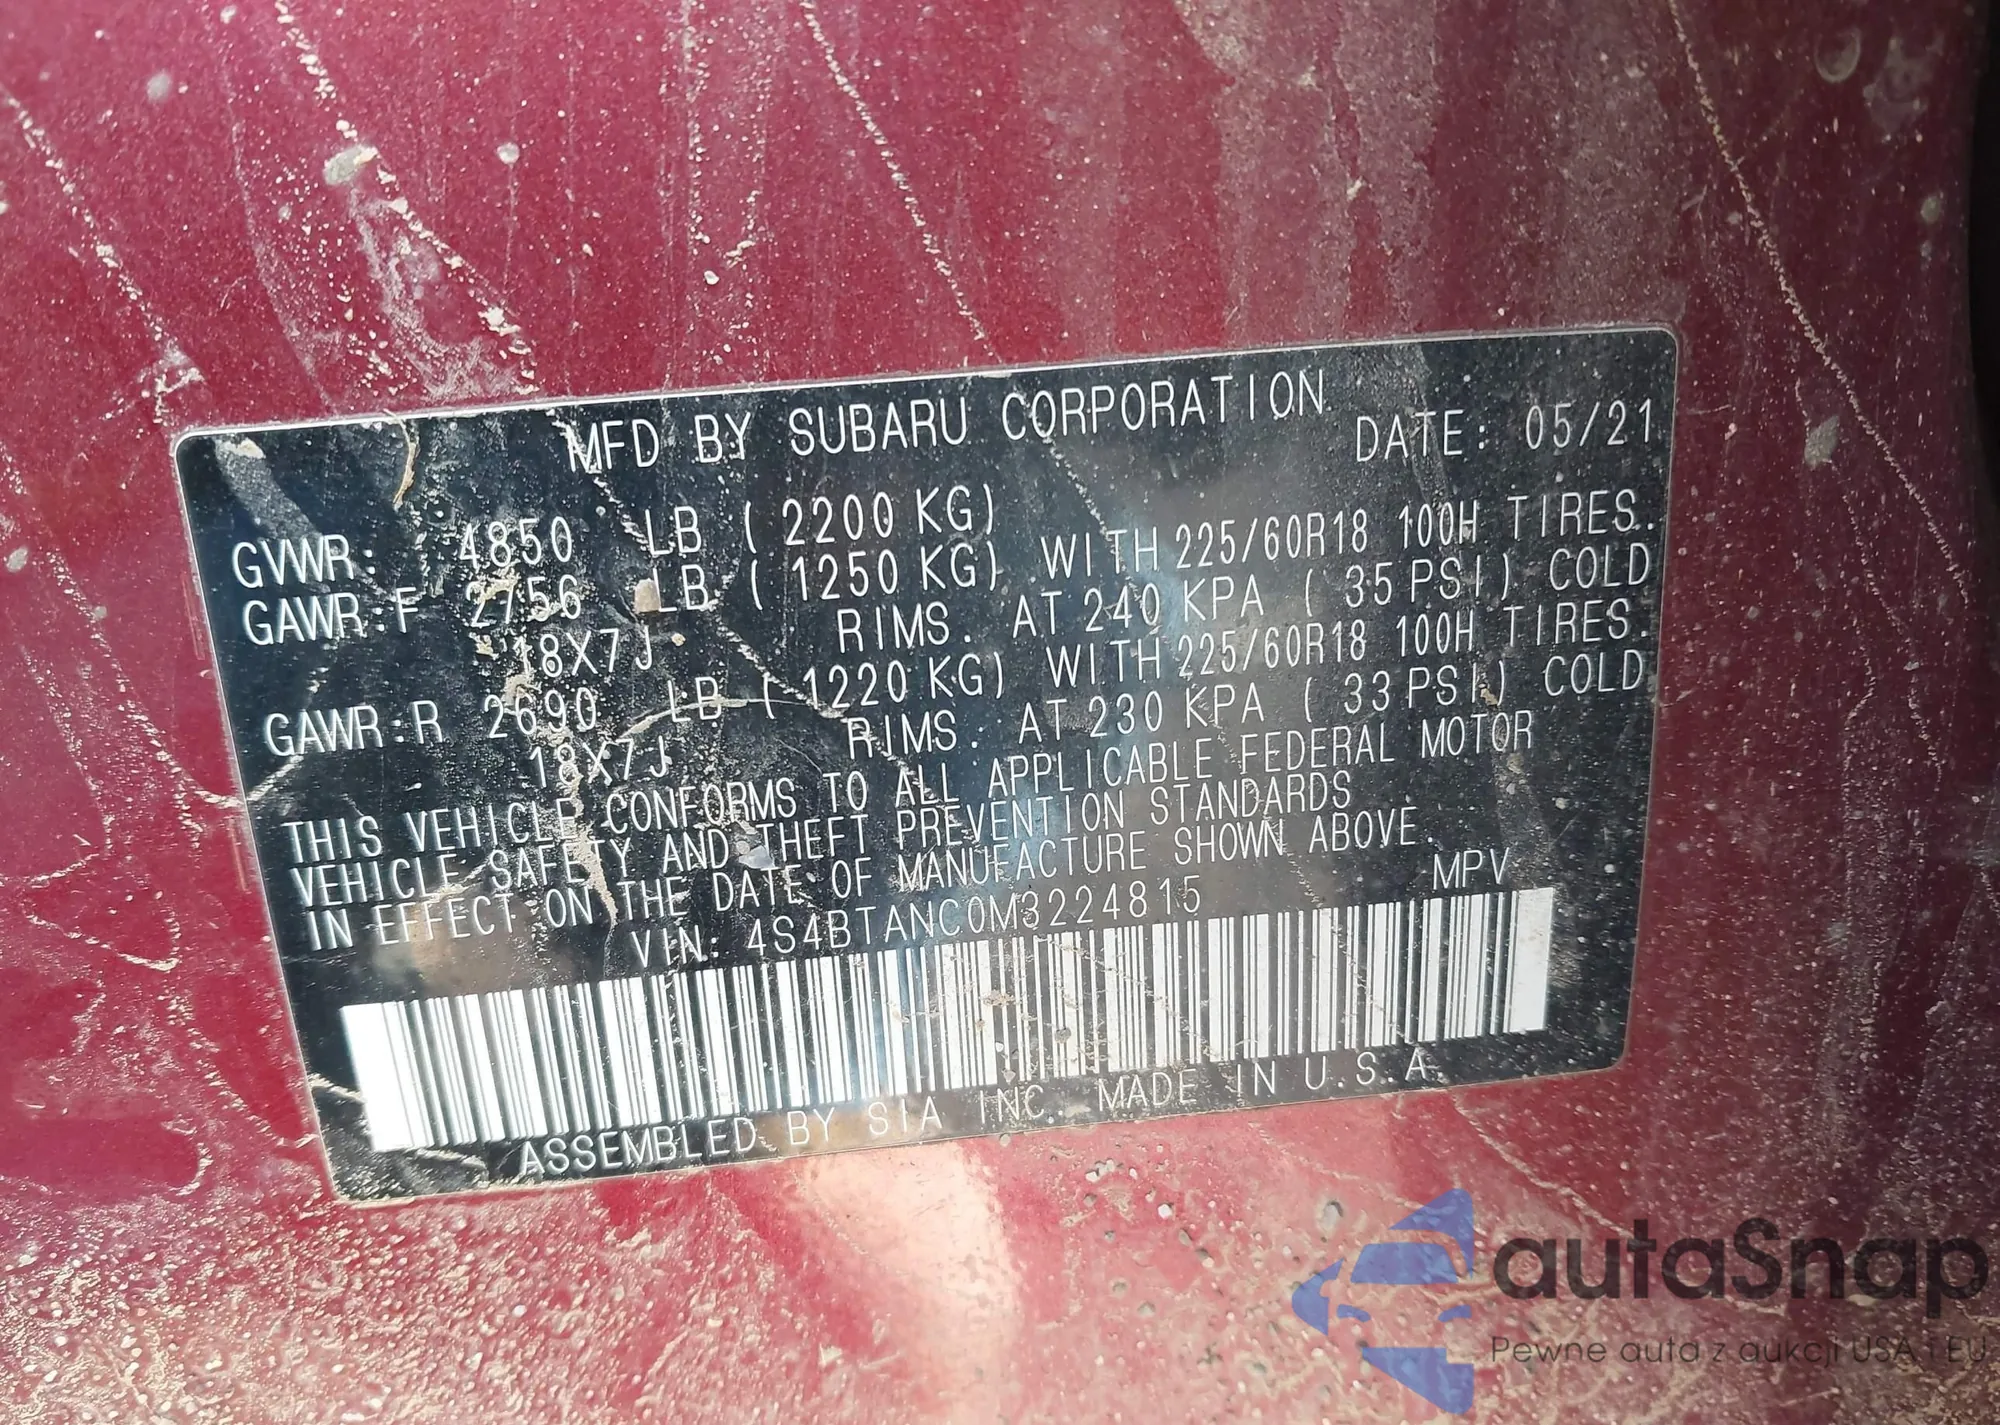 MFD BY SUBARU CORPORATION. DATE: 05/21
GVWR: 4850 LB ( 2200 KG)
GAWR:F 2756 LB ( 1250 KG) WITH 225/60R18 100H TIRES.
18X7J RIMS. AT 240 KPA ( 35 PSI) COLD
GAWR:R 2690 LB ( 1220 KG) WITH 225/60R18 100H TIRES.
18X7J RIMS. AT 230 KPA ( 33 PSI) COLD
THIS VEHICLE CONFORMS TO ALL APPLICABLE FEDERAL MOTOR
VEHICLE SAFETY AND THEFT PREVENTION STANDARDS
IN EFFECT ON THE DATE OF MANUFACTURE SHOWN ABOVE.
VIN: 4S4BTANC0M3224815 MPV
ASSEMBLED BY SIA INC. MADE IN U.S.A.
autaSnap
Pewne auta z aukcji USA i EU